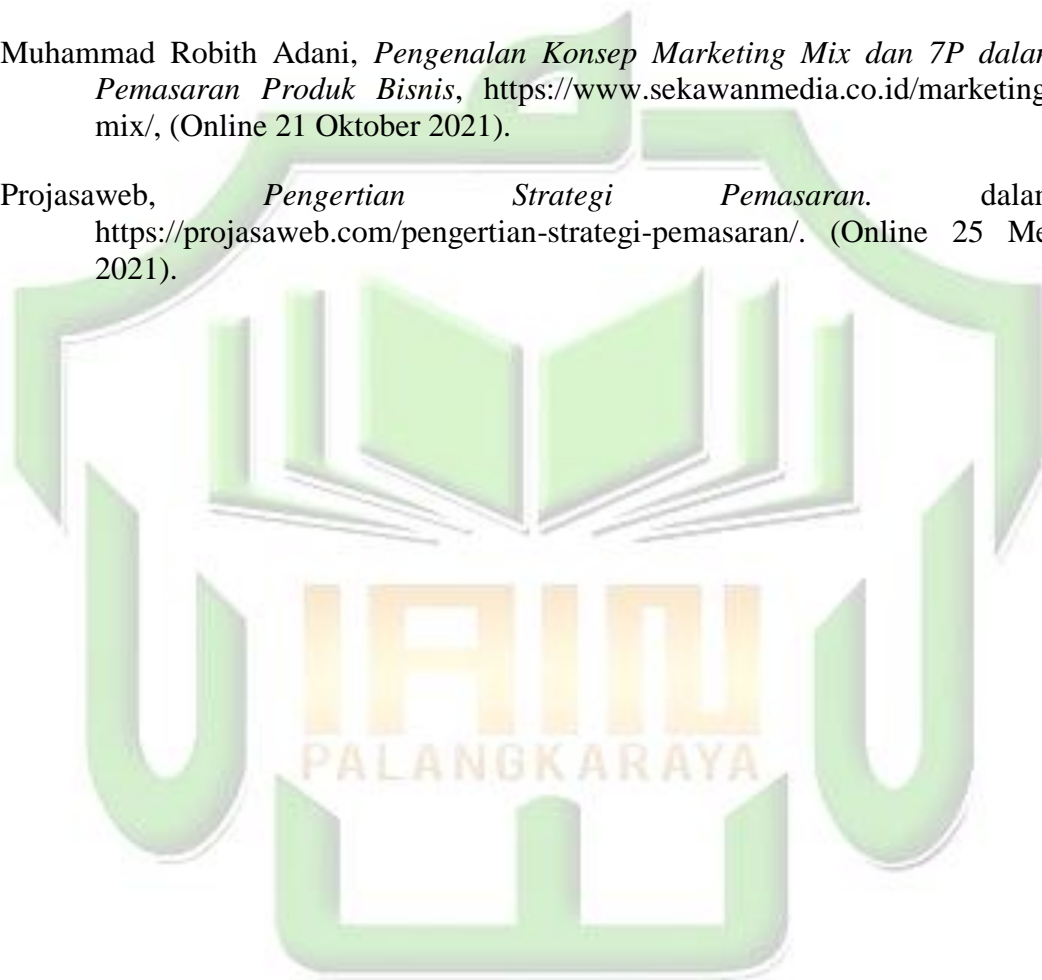 Muhammad Robith Adani, Pengenalan Konsep Marketing Mix dan 7P dalam
Pemasaran Produk Bisnis, https://www.sekawanmedia.co.id/marketing-
mix/, (Online 21 Oktober 2021).
Projasaweb, Pengertian Strategi Pemasaran. dalam
https://projasaweb.com/pengertian-strategi-pemasaran/. (Online 25 Me
2021).
IAIN
PALANGKARAYA